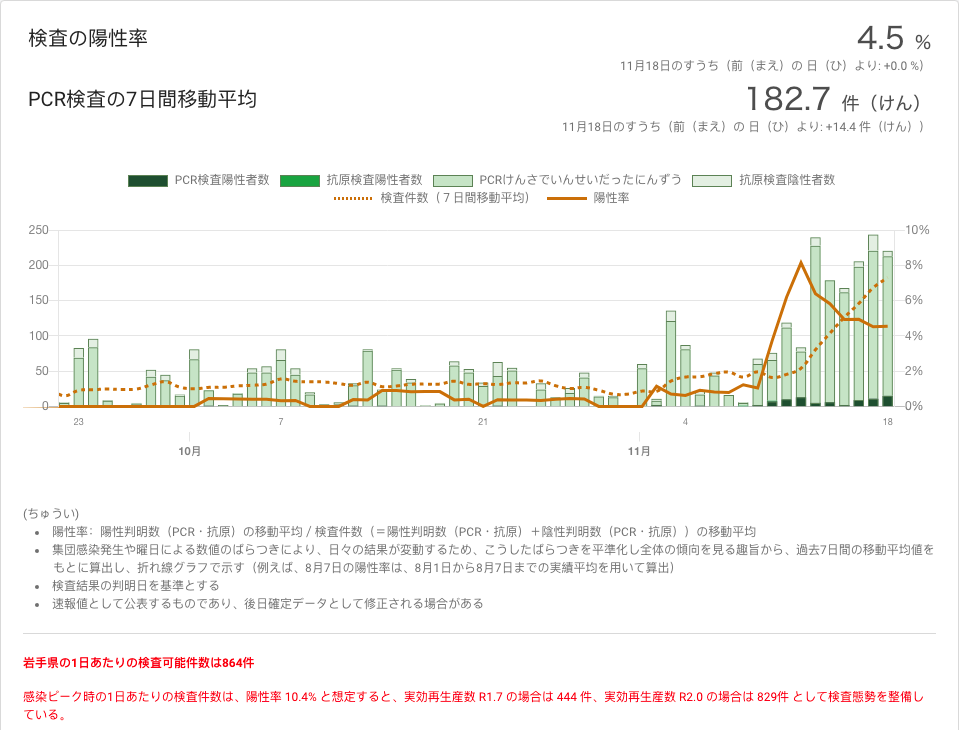 検査の陽性率
4.5 %
11月18日のすうち（前（まえ）の 日（ひ）より: +0.0 %）
PCR検査の7日間移動平均
182.7 件（けん）
11月18日のすうち（前（まえ）の 日（ひ）より: +14.4 件（けん））
PCR検査陽性者数 抗原検査陽性者数 PCRけんさでいんせいだったにんずう 抗原検査陰性者数
検査件数（７日間移動平均） 陽性率
250 10%
200 8%
150 6%
100 4%
50 2%
0 0%
23 7 21 4 18
10月 11月
(ちゅうい)
• 陽性率：陽性判明数（PCR・抗原）の移動平均 / 検査件数（＝陽性判明数（PCR・抗原）＋陰性判明数（PCR・抗原））の移動平均
• 集団感染発生や曜日による数値のばらつきにより、日々の結果が変動するため、こうしたばらつきを平準化し全体の傾向を見る趣旨から、過去7日間の移動平均値を
もとに算出し、折れ線グラフで示す（例えば、8月7日の陽性率は、8月1日から8月7日までの実績平均を用いて算出）
• 検査結果の判明日を基準とする
• 速報値として公表するものであり、後日確定データとして修正される場合がある
岩手県の1日あたりの検査可能件数は864件
感染ピーク時の1日あたりの検査件数は、陽性率 10.4% と想定すると、実効再生産数 R1.7 の場合は 444 件、実効再生産数 R2.0 の場合は 829件 として検査態勢を整備し
ている。